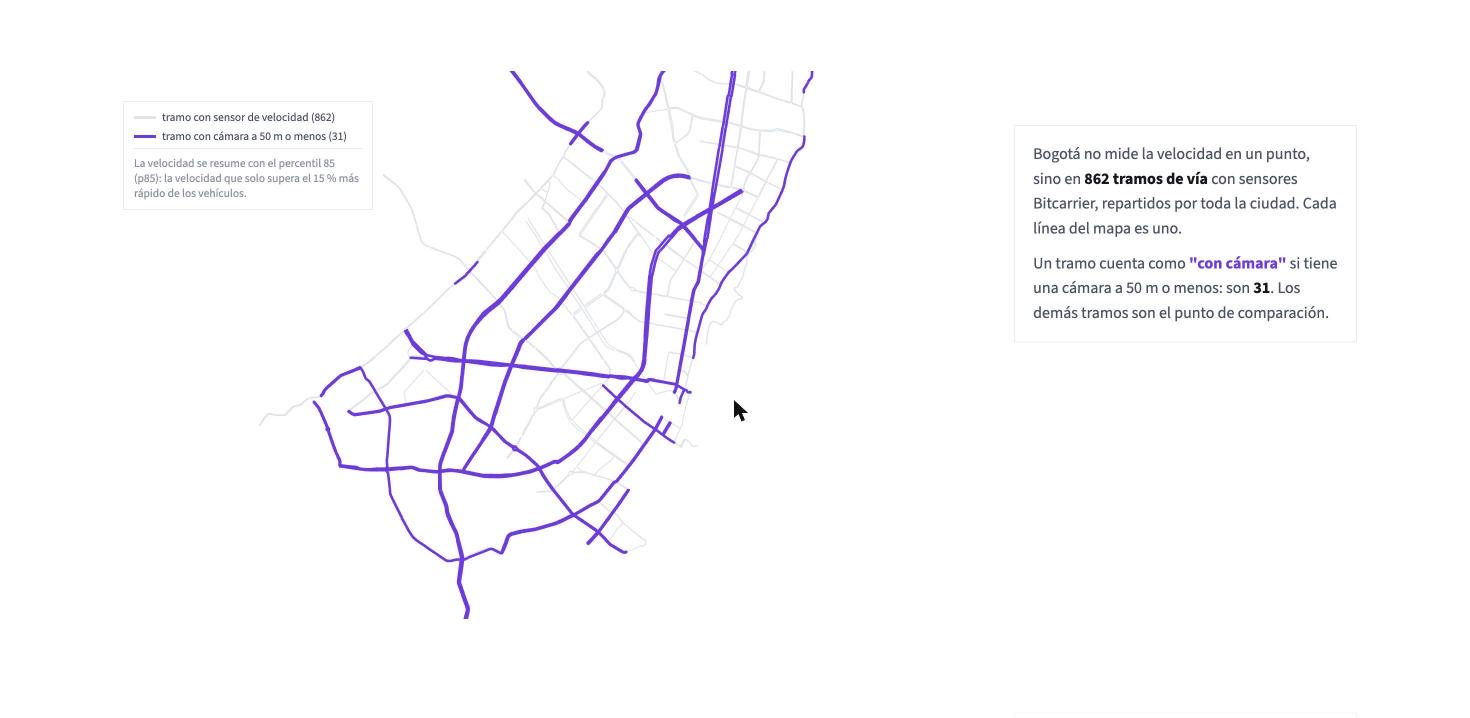 tramo con sensor de velocidad (862)
tramo con cámara a 50 m o menos (31)
La velocidad se resume con el percentil 85
(p85): la velocidad que solo supera el 15 % más
rápido de los vehículos.
Bogotá no mide la velocidad en un punto,
sino en 862 tramos de vía con sensores
Bitcarrier, repartidos por toda la ciudad. Cada
línea del mapa es uno.
Un tramo cuenta como "con cámara" si tiene
una cámara a 50 m o menos: son 31. Los
demás tramos son el punto de comparación.